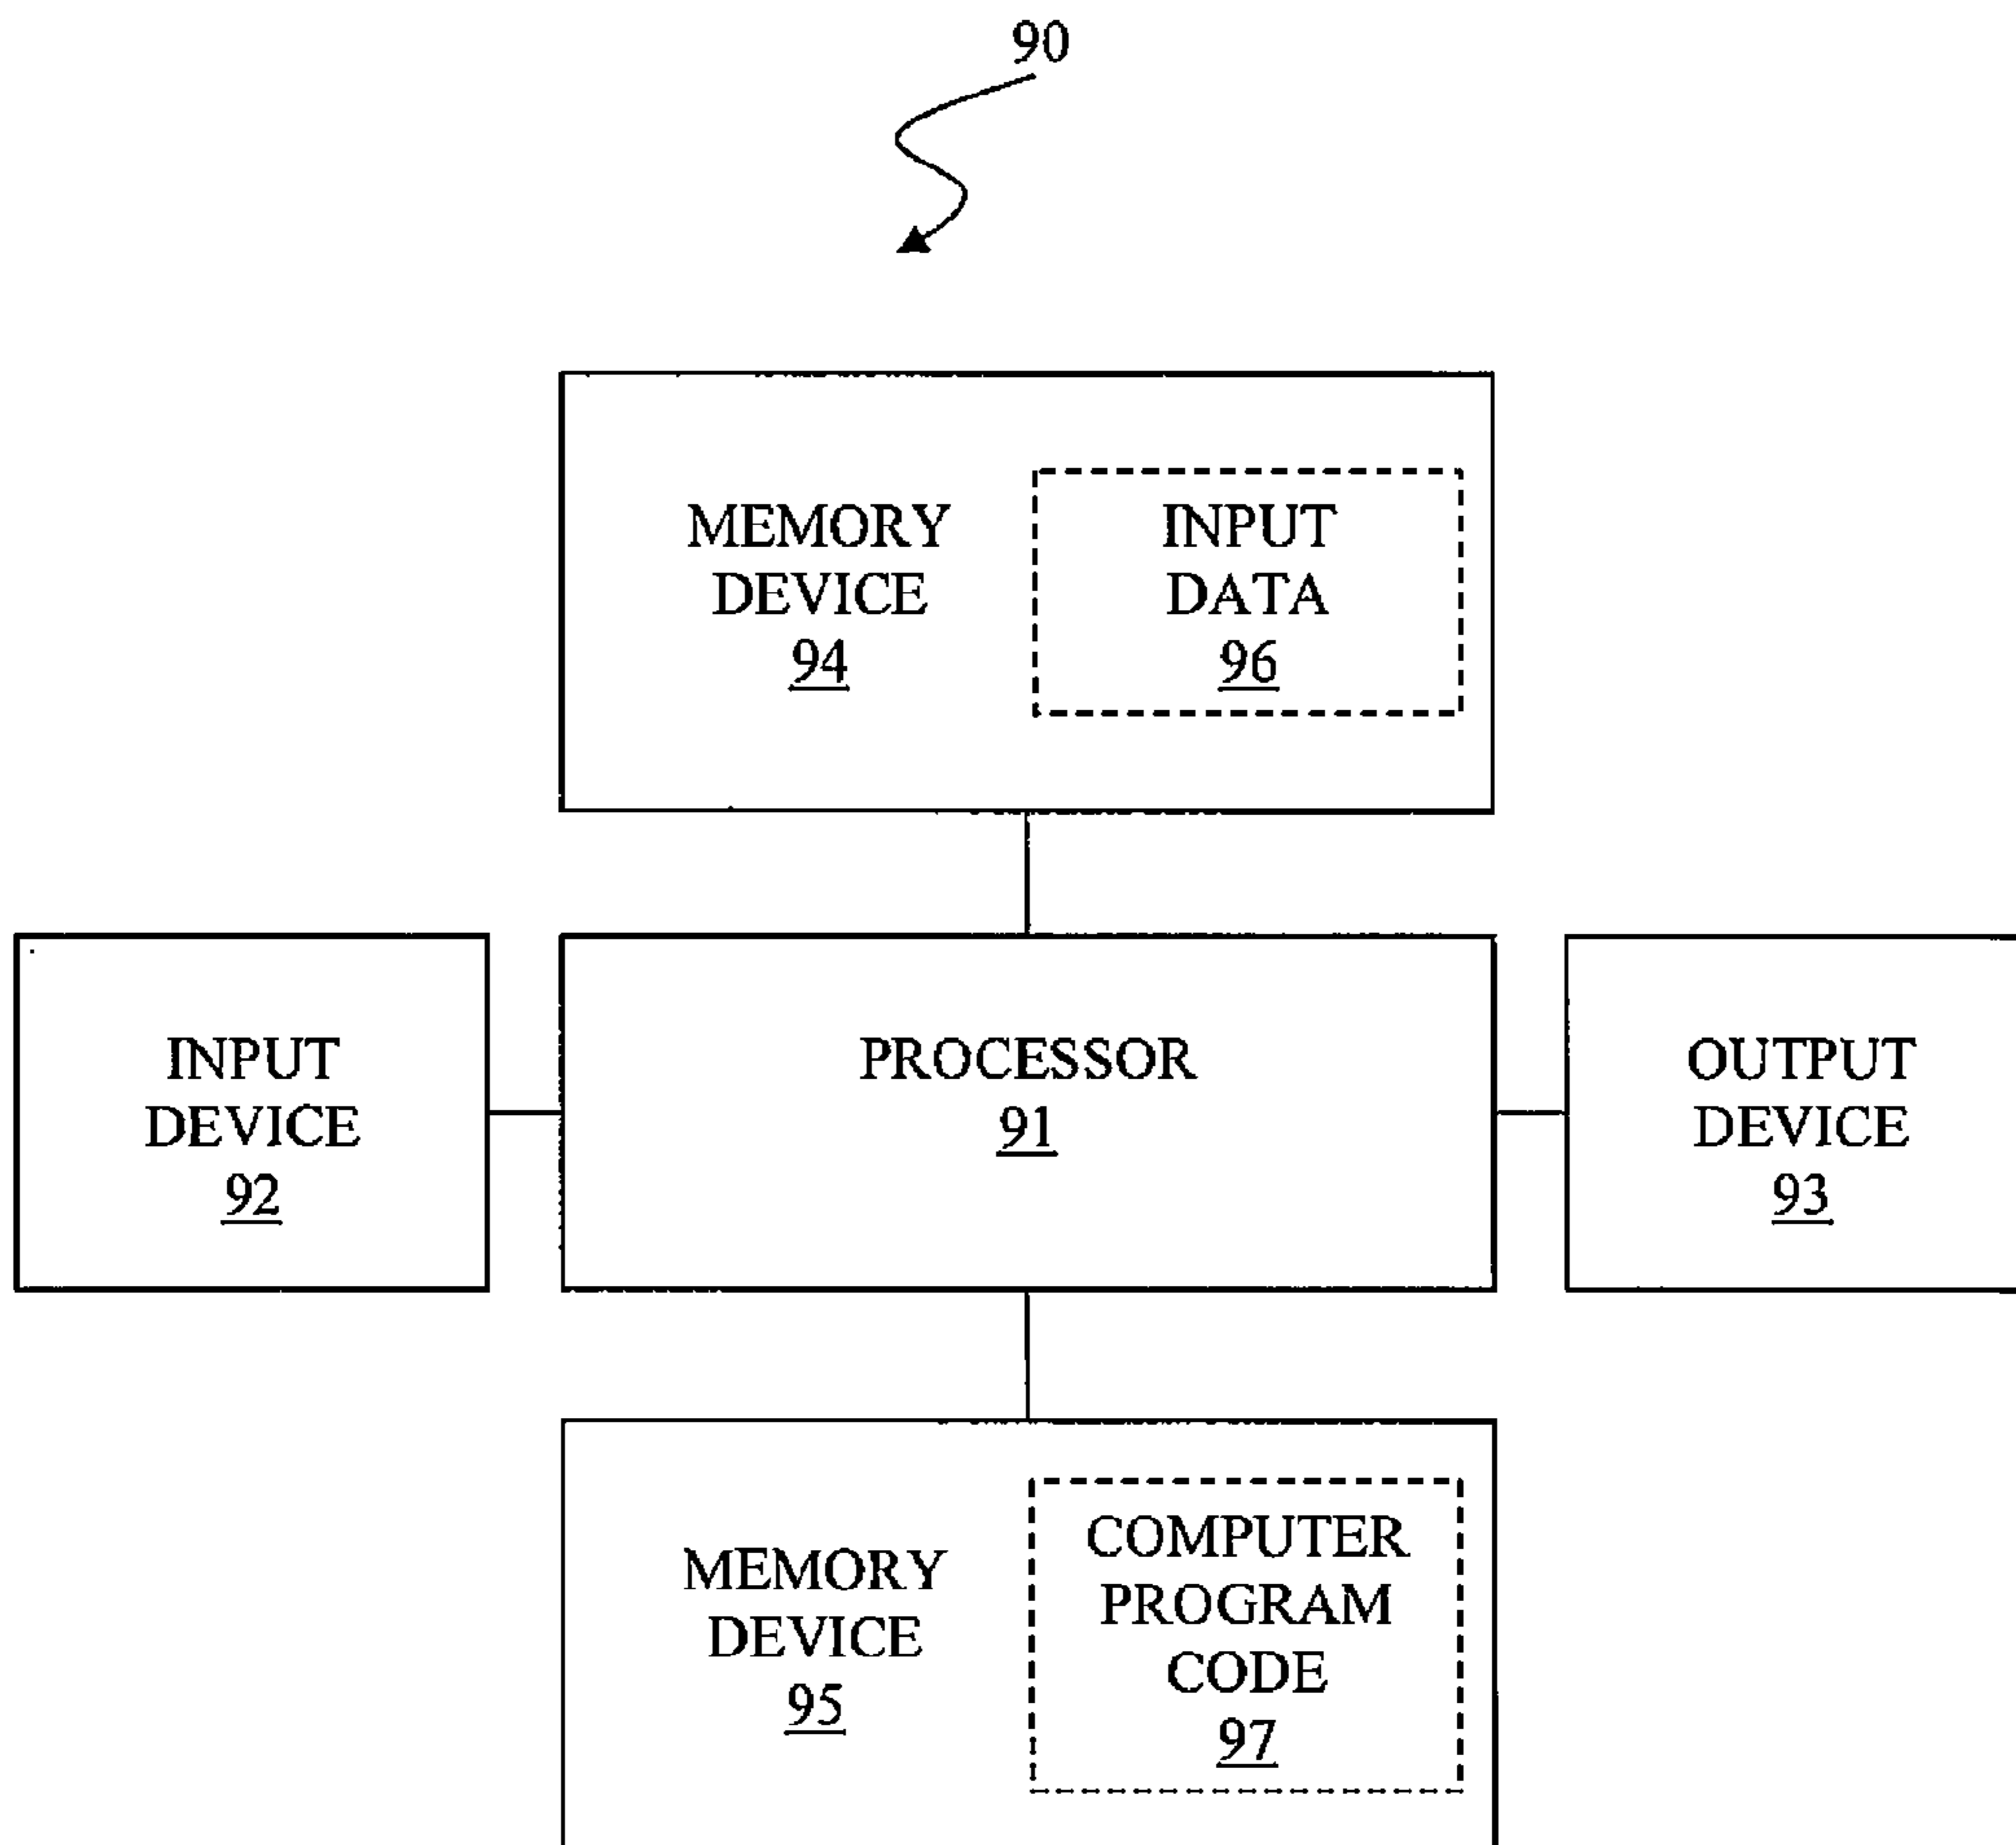 90
MEMORY
DEVICE
94
INPUT
DATA
96
INPUT
DEVICE
92
PROCESSOR
91
OUTPUT
DEVICE
93
MEMORY
DEVICE
95
COMPUTER
PROGRAM
CODE
97